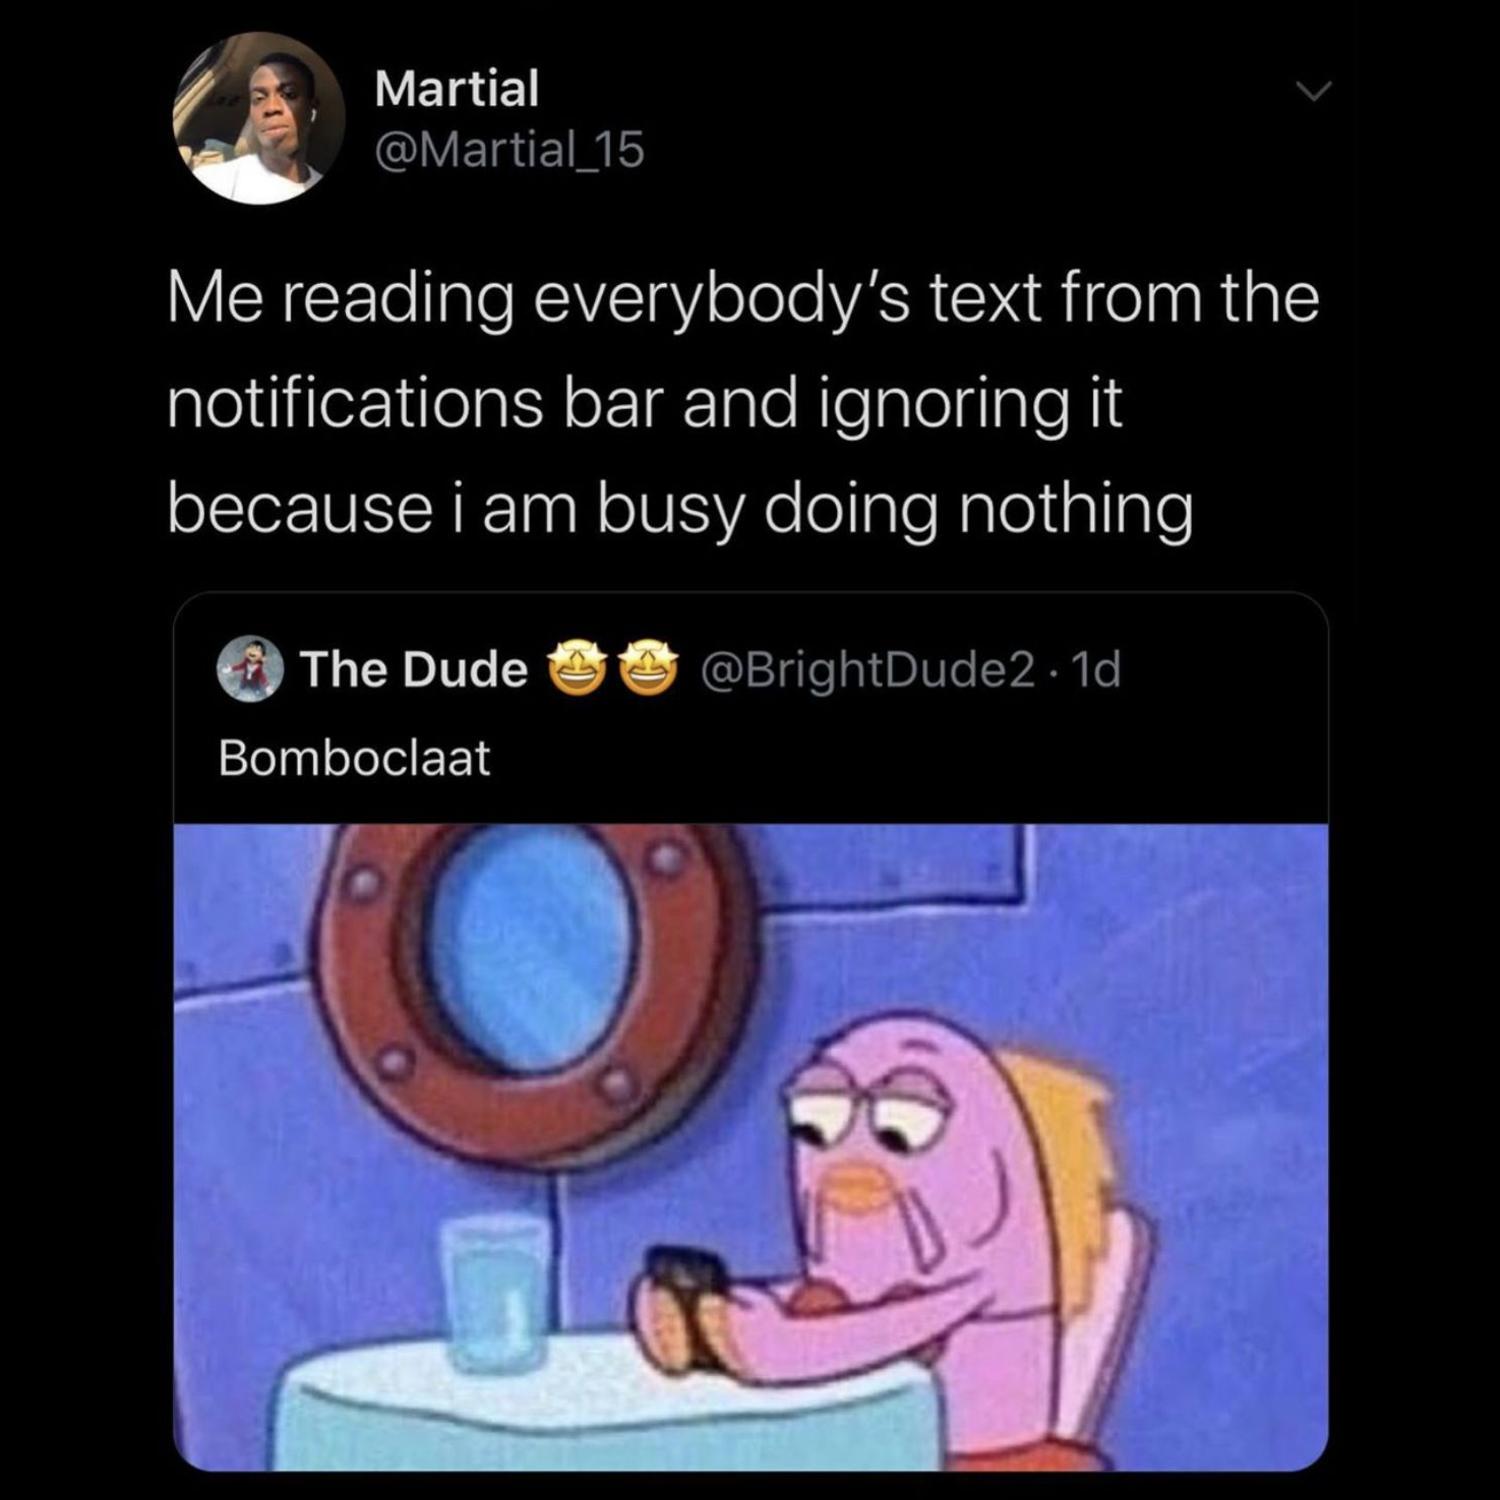 Martial
@Martial_15
Me reading everybody’s text from the
notifications bar and ignoring it
because i am busy doing nothing
The Dude 🤩🤩 @BrightDude2 · 1d
Bomboclaat